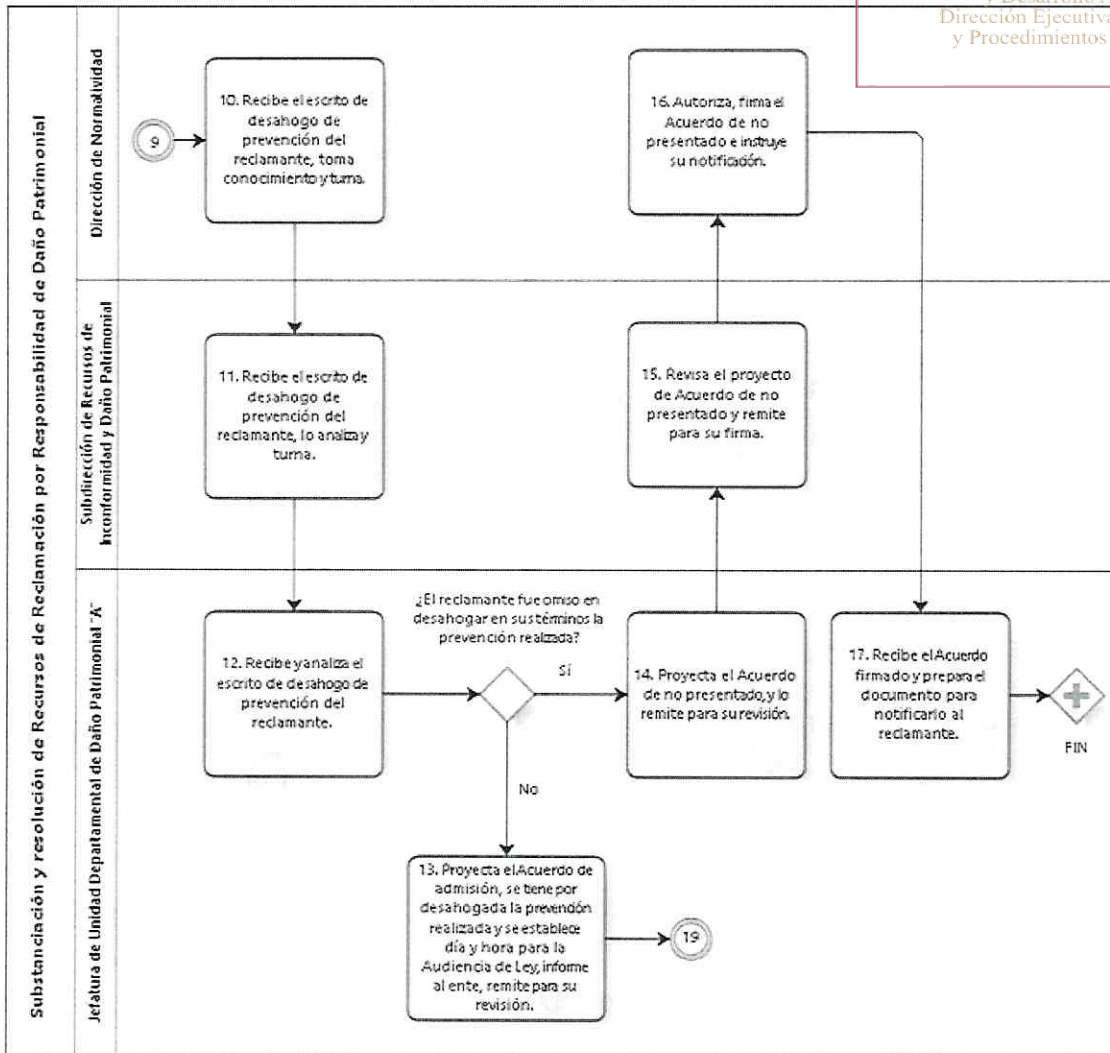 y Desarrollo
Dirección Ejecutiva
y Procedimientos
Substanciación y resolución de Recursos de Reclamación por Responsabilidad de Daño Patrimonial
Dirección de Normatividad
9
10. Recibe el escrito de
desahogo de
prevención del
reclamante, toma
conocimiento y turna.
16. Autoriza, firma el
Acuerdo de no
presentado e instruye
su notificación.
Subdirección de Recursos de
Inconformidad y Daño Patrimonial
11. Recibe el escrito de
desahogo de
prevención del
reclamante, lo analiza y
turna.
15. Revisa el proyecto
de Acuerdo de no
presentado y remite
para su firma.
Jefatura de Unidad Departamental de Daño Patrimonial "A"
12. Recibe y analiza el
escrito de desahogo de
prevención del
reclamante.
¿El reclamante fue omiso en
desahogar en sus términos la
prevención realizada?
Sí
No
14. Proyecta el Acuerdo
de no presentado, y lo
remite para su revisión.
17. Recibe el Acuerdo
firmado y prepara el
documento para
notificarlo al
reclamante.
FIN
13. Proyecta el Acuerdo de
admisión, se tiene por
desahogada la prevención
realizada y se establece
día y hora para la
Audiencia de Ley, informe
al ente, remite para su
revisión.
19